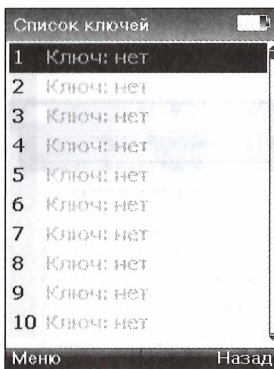 Список ключей
1 Ключ: нет
2 Ключ: нет
3 Ключ: нет
4 Ключ: нет
5 Ключ: нет
6 Ключ: нет
7 Ключ: нет
8 Ключ: нет
9 Ключ: нет
10 Ключ: нет
Меню Назад